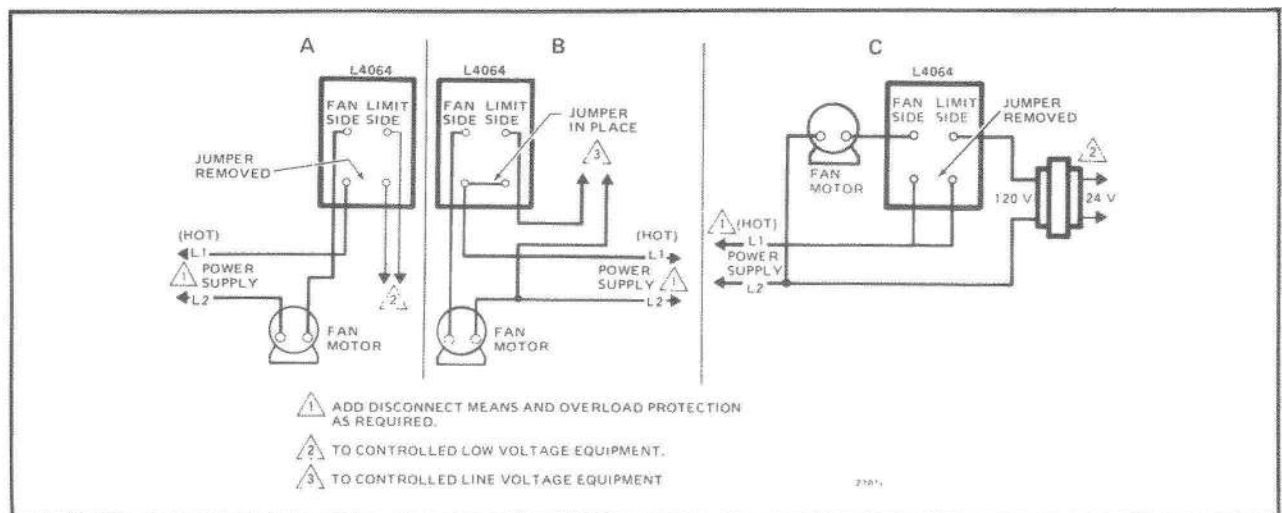 A
L4064
FAN SIDE
LIMIT SIDE
JUMPER REMOVED
(HOT)
L1
1
POWER SUPPLY
L2
FAN MOTOR
2
B
L4064
FAN SIDE
LIMIT SIDE
JUMPER IN PLACE
3
(HOT)
L1
POWER SUPPLY
1
L2
FAN MOTOR
C
L4064
FAN SIDE
LIMIT SIDE
JUMPER REMOVED
FAN MOTOR
2
120 V
24 V
1
(HOT)
L1
POWER SUPPLY
L2
1 ADD DISCONNECT MEANS AND OVERLOAD PROTECTION
AS REQUIRED.
2 TO CONTROLLED LOW VOLTAGE EQUIPMENT.
3 TO CONTROLLED LINE VOLTAGE EQUIPMENT